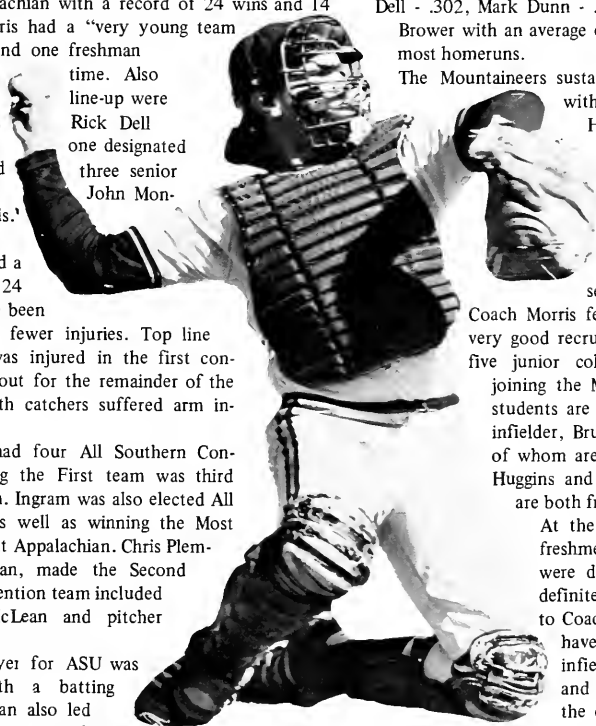 alachian with a record of 24 wins and 14
ris had a "very young team
nd one freshman
time. Also
line-up were
Rick Dell
one designated
three senior
John Mon-
is.'
d a
24
been
fewer injuries. Top line
was injured in the first con-
out for the remainder of the
th catchers suffered arm in-
had four All Southern Con-
g the First team was third
n. Ingram was also elected All
s well as winning the Most
t Appalachian. Chris Plem-
an, made the Second
ention team included
cLean and pitcher
yer for ASU was
th a batting
an also led
Dell - .302, Mark Dunn - .
Brower with an average o
most homeruns.
The Mountaineers susta
with
H
se
Coach Morris fe
very good recru
five junior col
joining the M
students are
infielder, Bru
of whom are
Huggins and
are both fr
At the
freshme
were d
definite
to Coac
have
infie
and
the